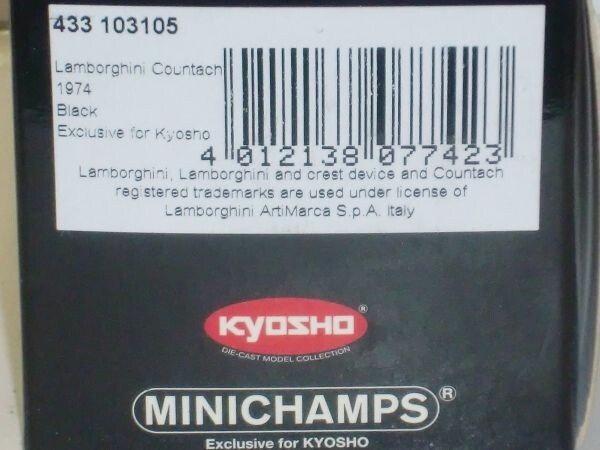 433 103105
Lamborghini Countach
1974
Black
Exclusive for Kyosho
4 012138 077423
Lamborghini, Lamborghini and crest device and Countach
registered trademarks are used under license of
Lamborghini ArtiMarca S.p.A. Italy
KYOSHO®
DIE-CAST MODEL COLLECTION
MINICHAMPS®
Exclusive for KYOSHO